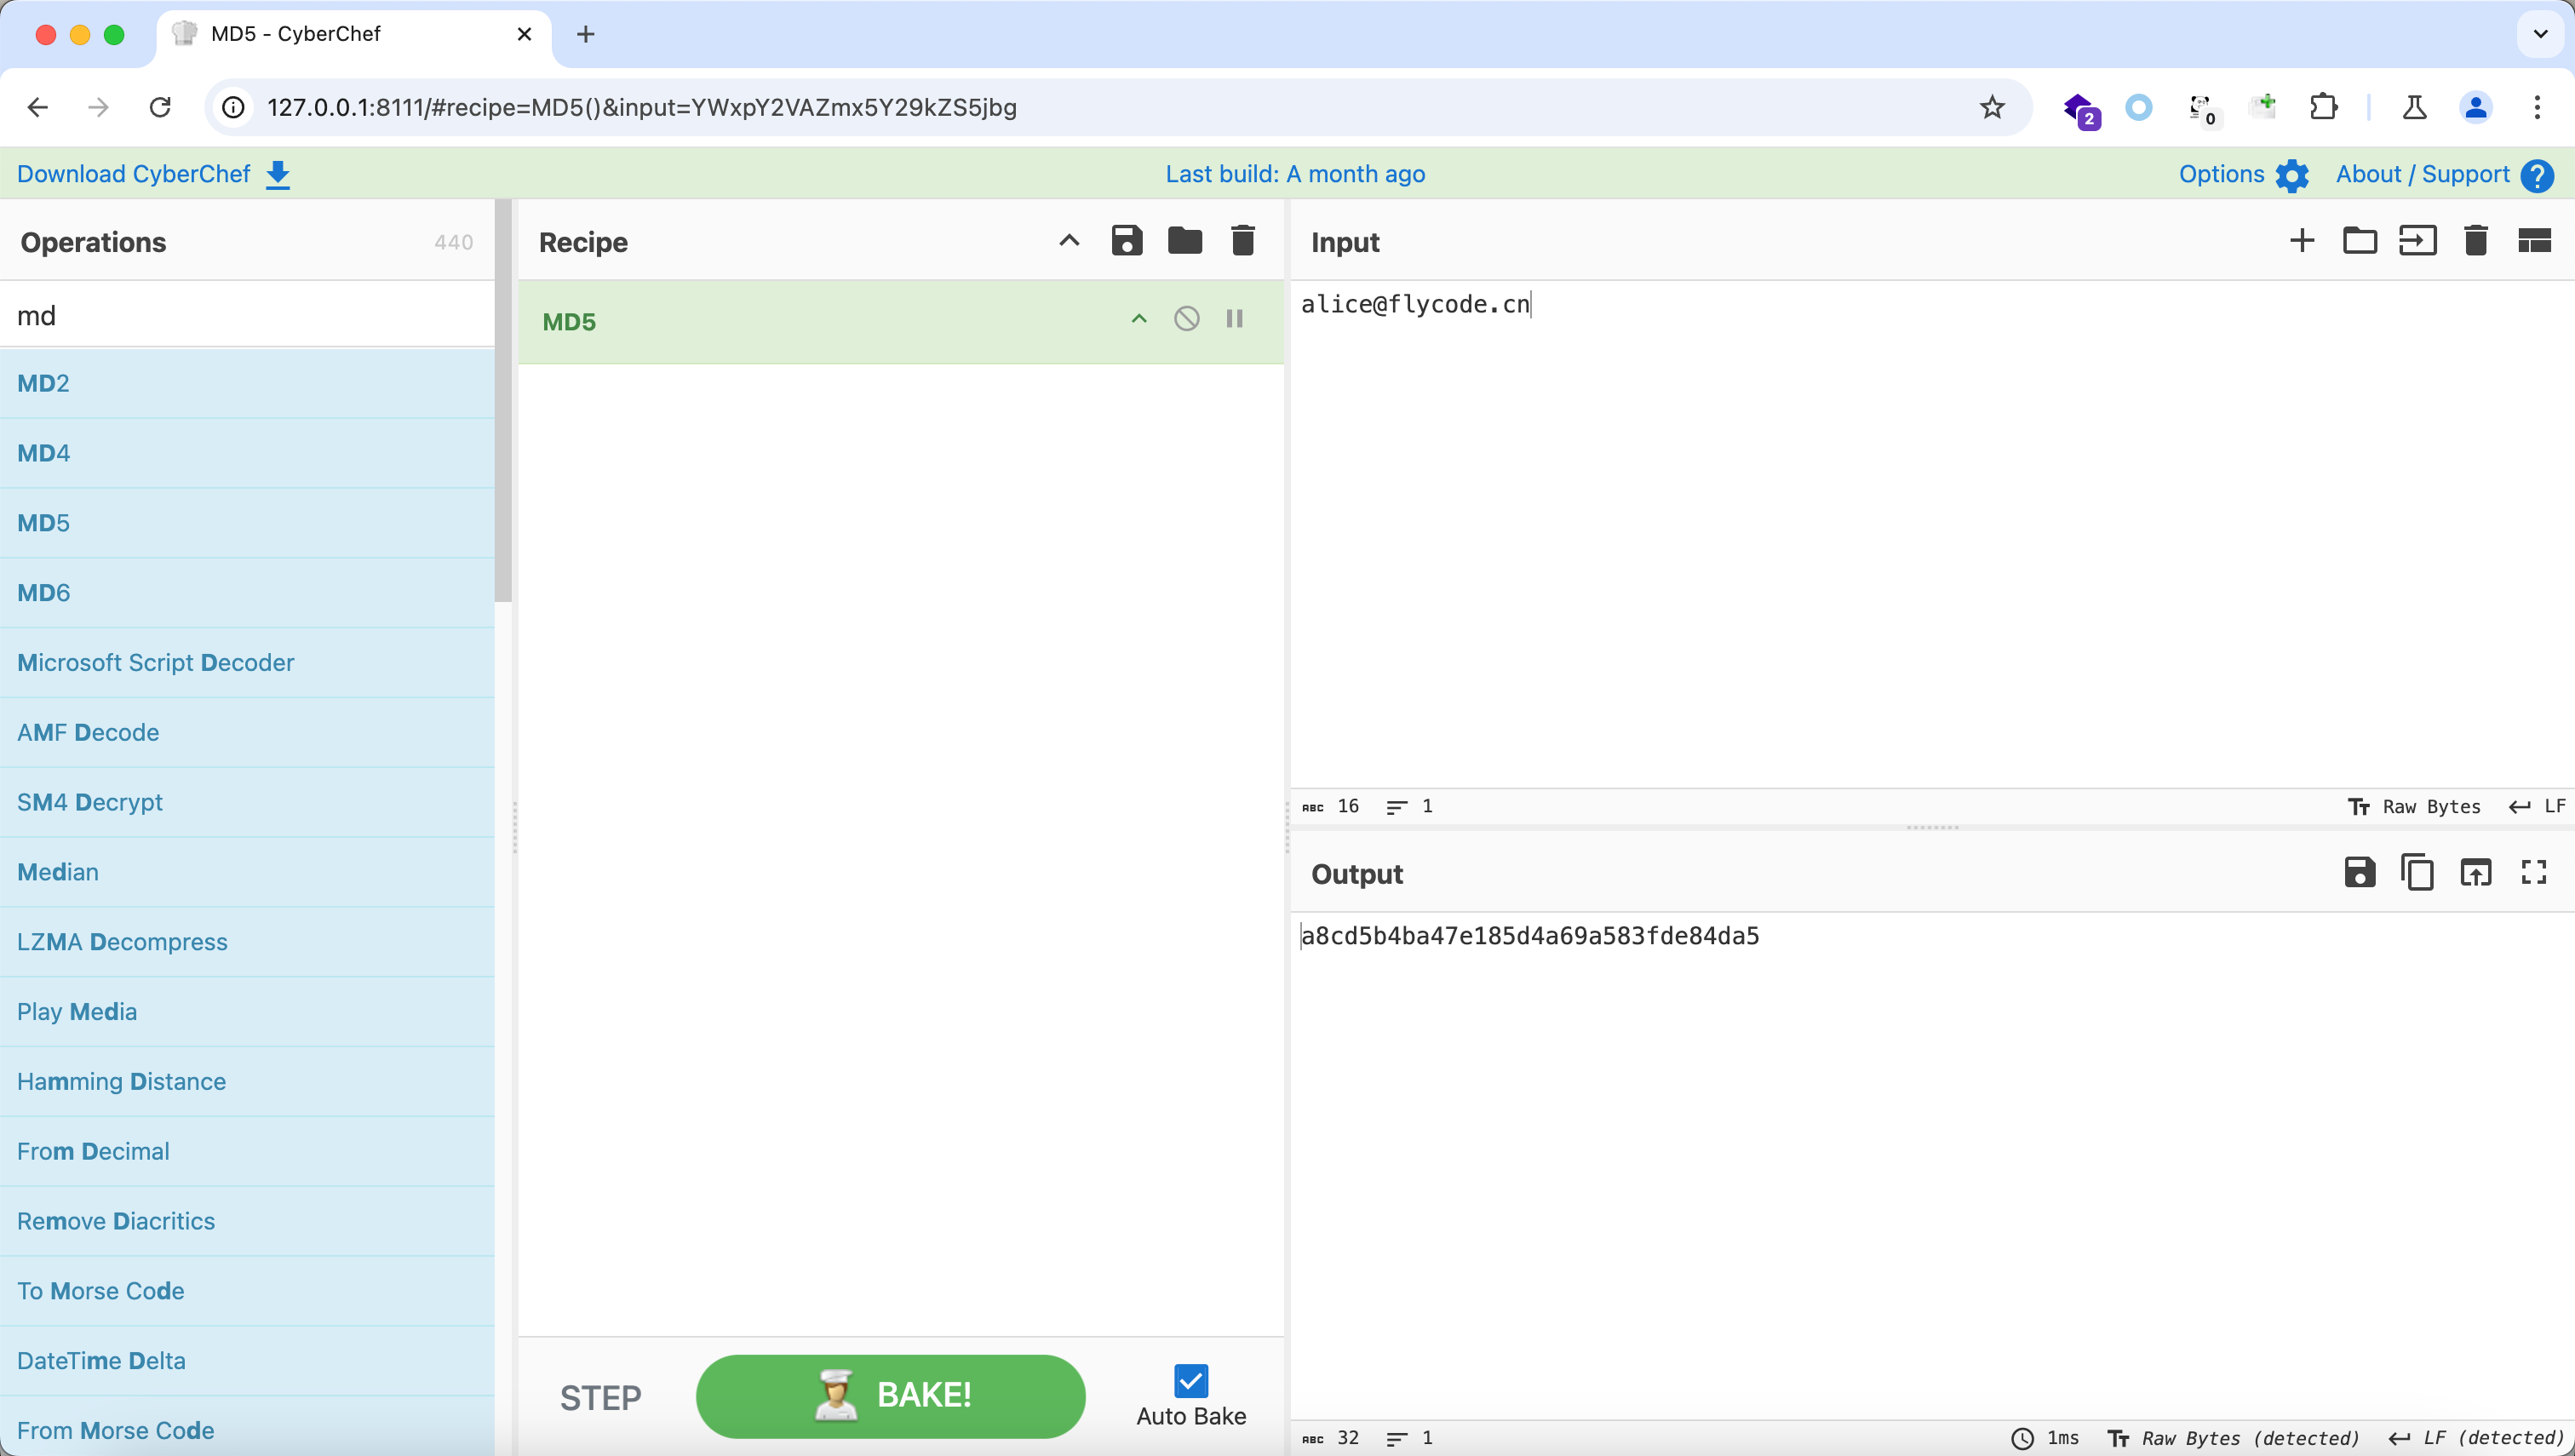 MD5 - CyberChef
127.0.0.1:8111/#recipe=MD5()&input=YWxpY2VAZmx5Y29kZS5jbg
2
0
Download CyberChef
Last build: A month ago
Options
About / Support
Operations
440
md
MD2
MD4
MD5
MD6
Microsoft Script Decoder
AMF Decode
SM4 Decrypt
Median
LZMA Decompress
Play Media
Hamming Distance
From Decimal
Remove Diacritics
To Morse Code
DateTime Delta
From Morse Code
Recipe
MD5
STEP
BAKE!
Auto Bake
Input
alice@flycode.cn
ABC 16 1
Raw Bytes LF
Output
a8cd5b4ba47e185d4a69a583fde84da5
ABC 32 1
1ms Raw Bytes (detected) LF (detected)